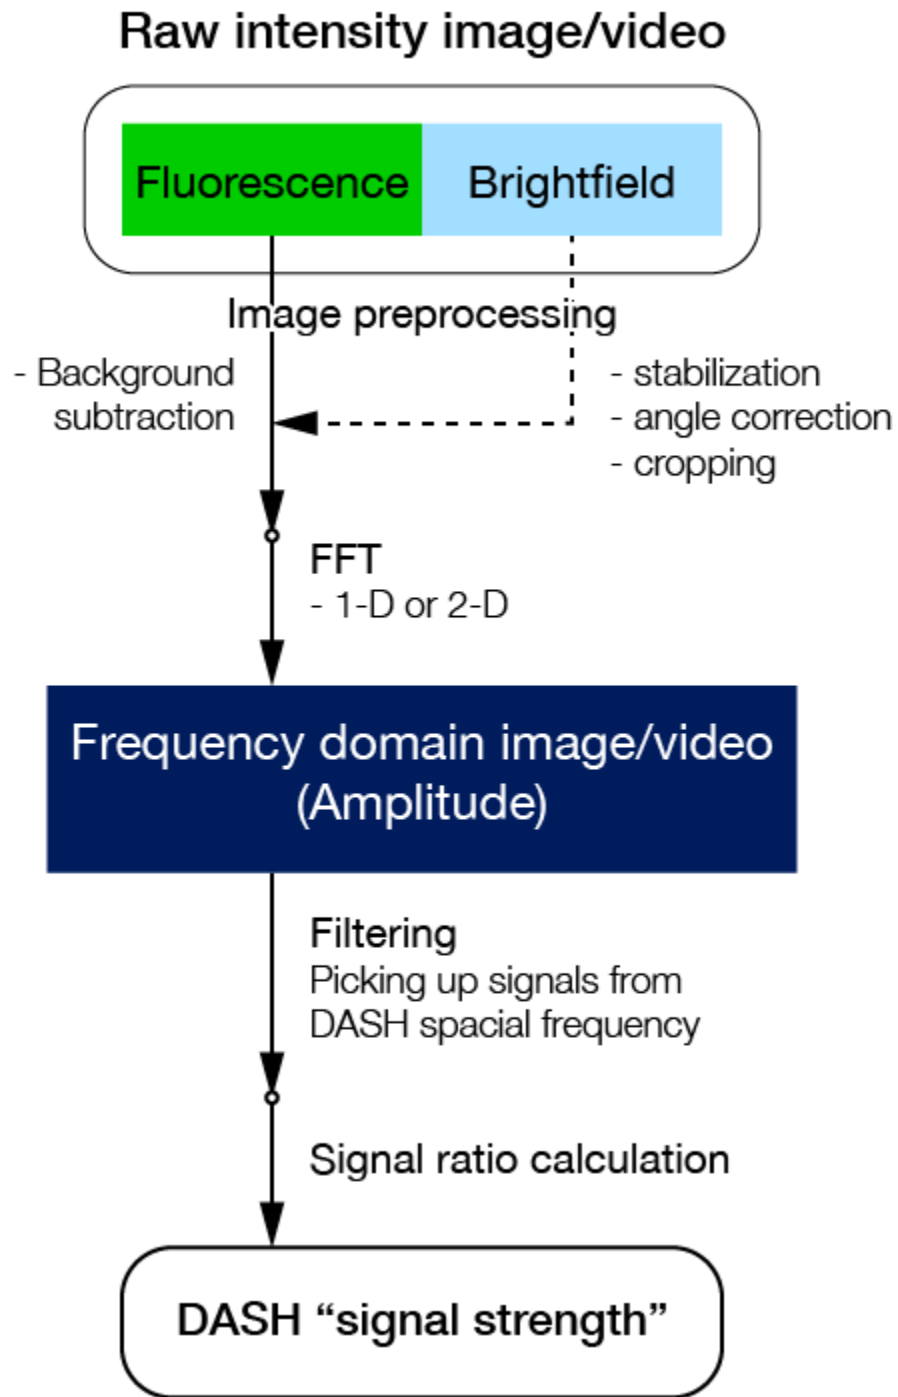 Raw intensity image/video
Fluorescence
Brightfield
Image preprocessing
- Background
subtraction
- stabilization
- angle correction
- cropping
FFT
- 1-D or 2-D
Frequency domain image/video
(Amplitude)
Filtering
Picking up signals from
DASH spacial frequency
Signal ratio calculation
DASH “signal strength”